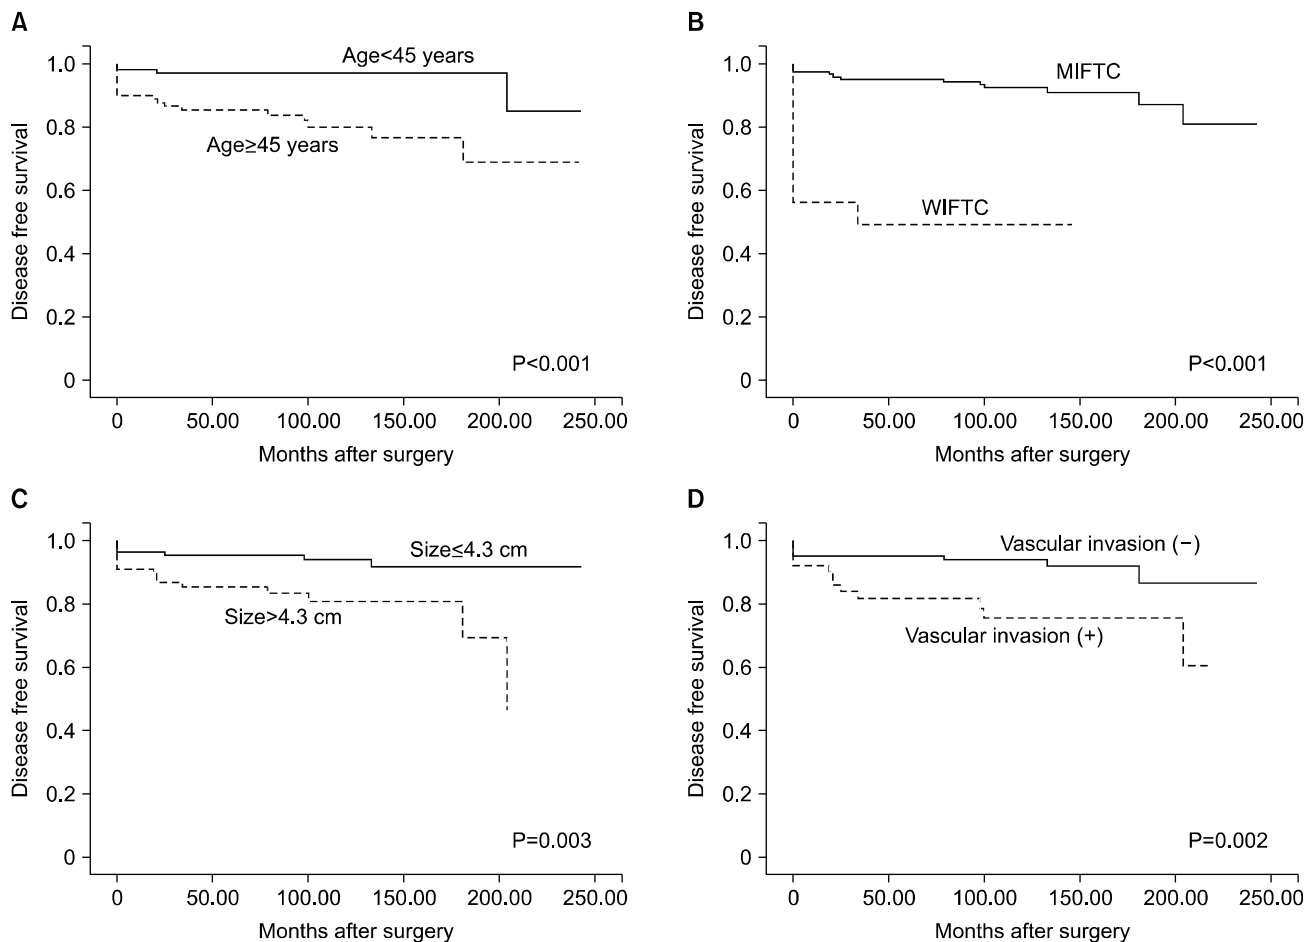 A
Disease free survival
1.0
0.8
0.6
0.4
0.2
0
Age<45 years
Age≥45 years
P<0.001
0 50.00 100.00 150.00 200.00 250.00
Months after surgery
B
Disease free survival
1.0
0.8
0.6
0.4
0.2
0
MIFTC
WIFTC
P<0.001
0 50.00 100.00 150.00 200.00 250.00
Months after surgery
C
Disease free survival
1.0
0.8
0.6
0.4
0.2
0
Size≤4.3 cm
Size>4.3 cm
P=0.003
0 50.00 100.00 150.00 200.00 250.00
Months after surgery
D
Disease free survival
1.0
0.8
0.6
0.4
0.2
0
Vascular invasion (−)
Vascular invasion (+)
P=0.002
0 50.00 100.00 150.00 200.00 250.00
Months after surgery